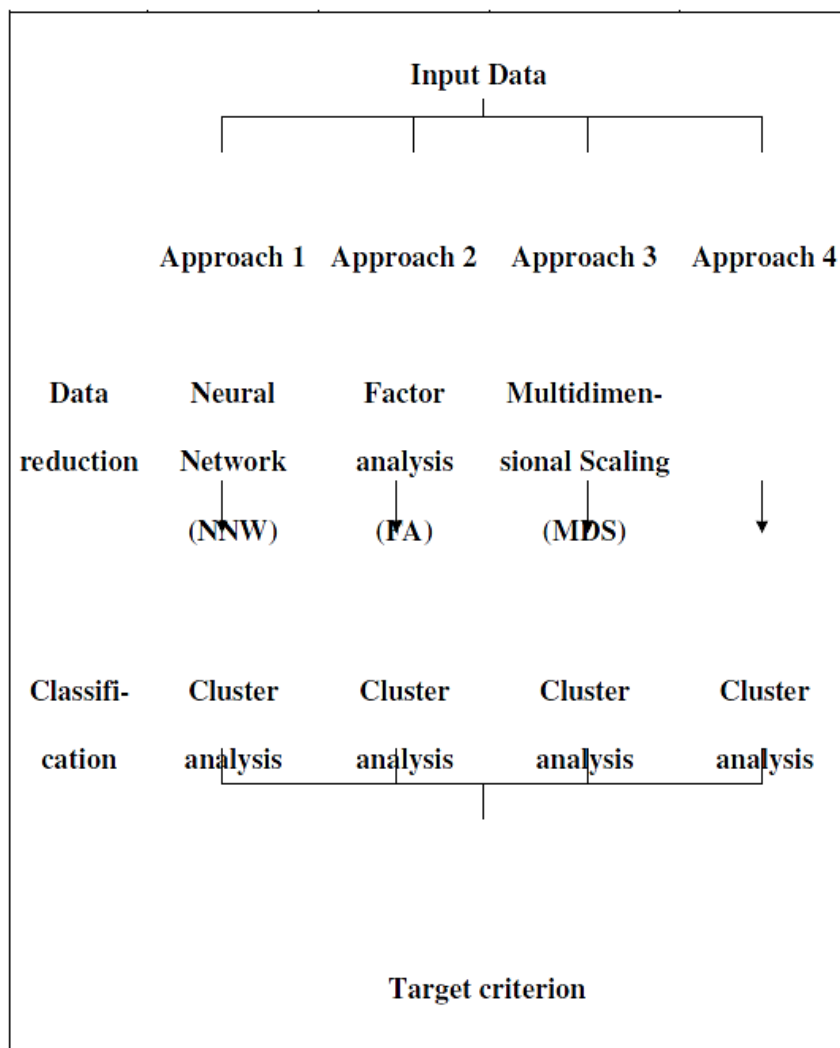 Input Data
Approach 1 Approach 2 Approach 3 Approach 4
Data Neural Factor Multidimen-
reduction Network analysis sional Scaling
(NNW) (FA) (MDS)
Classifi- Cluster Cluster Cluster Cluster
cation analysis analysis analysis analysis
Target criterion